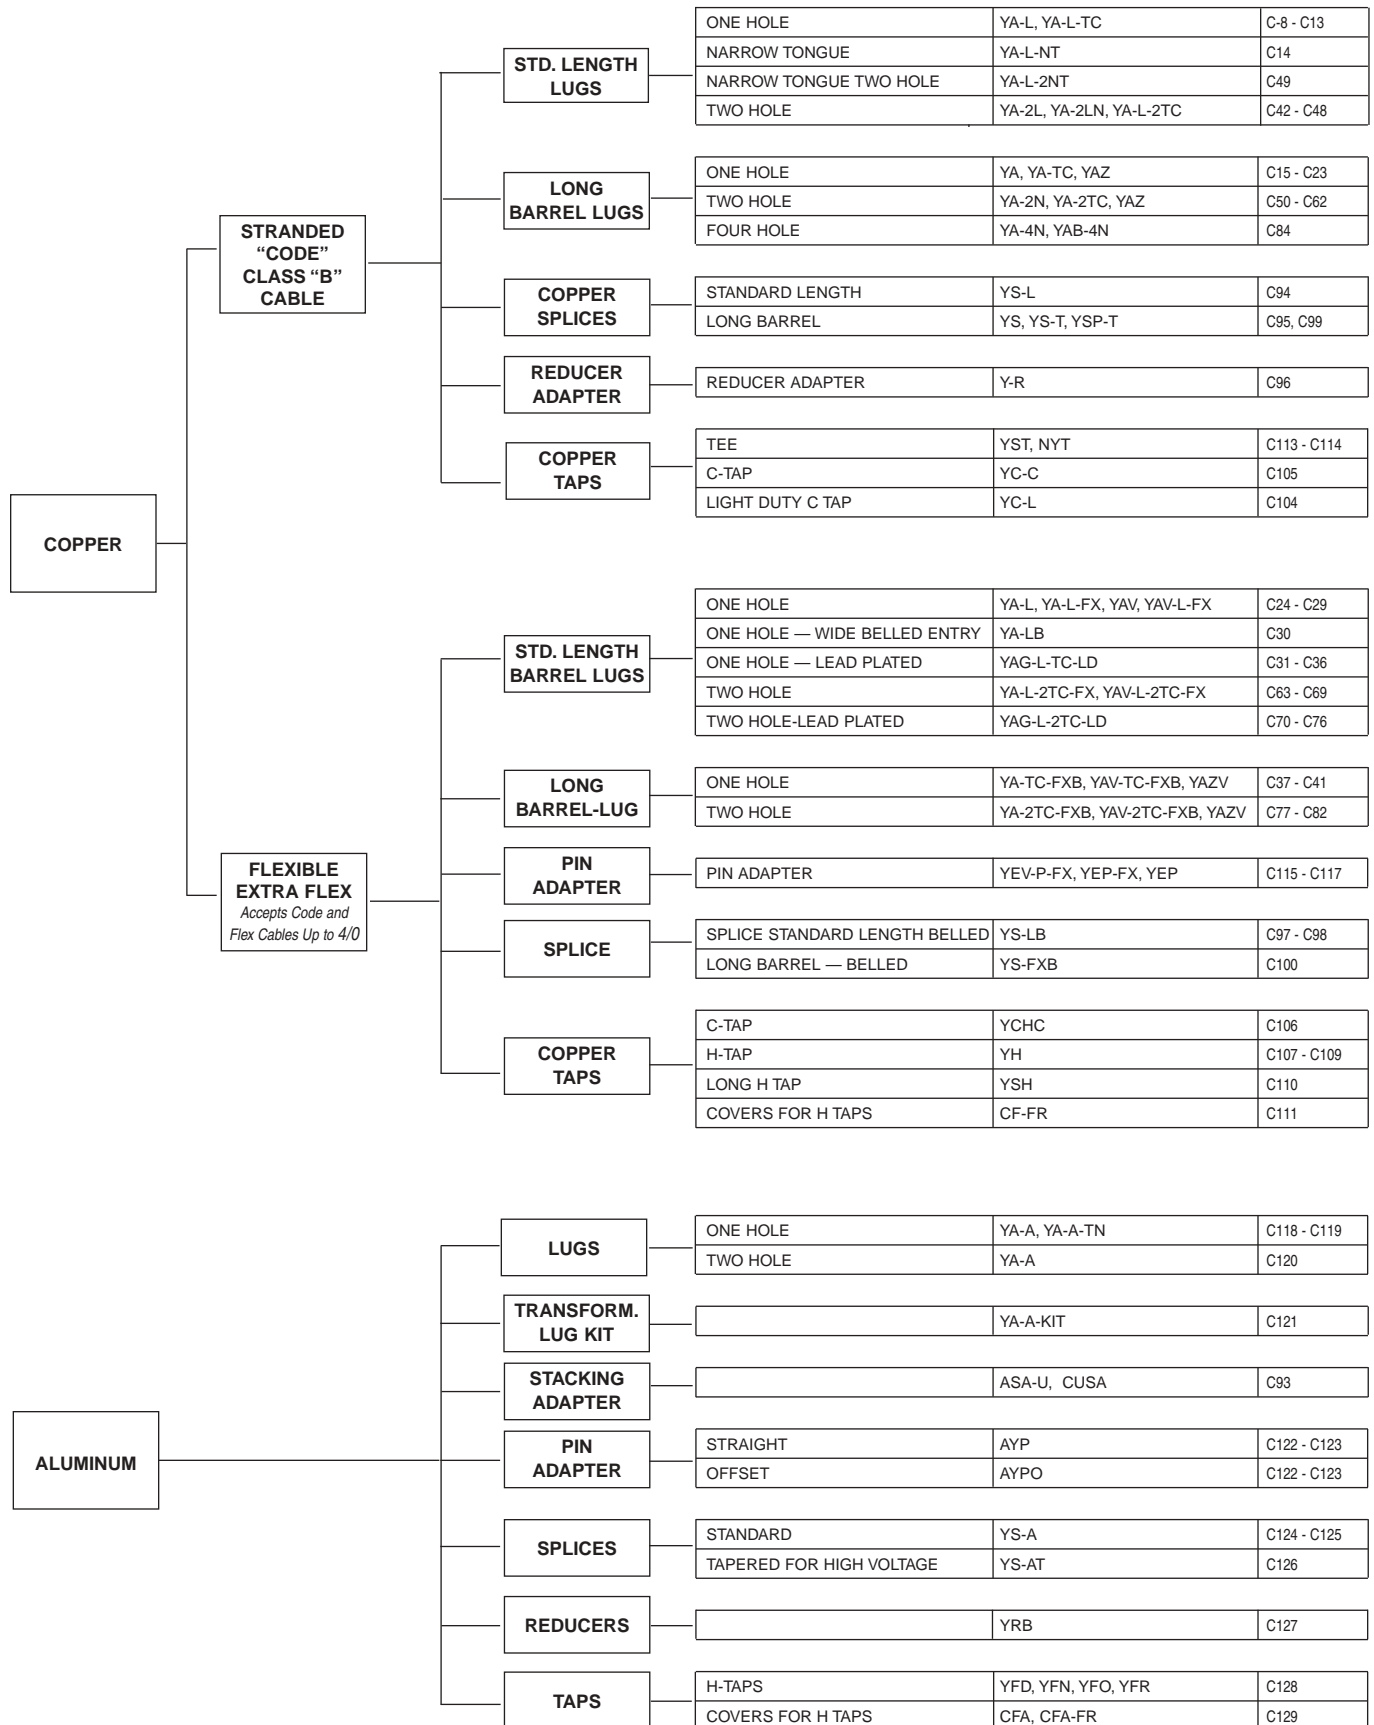 COPPER
STRANDED
“CODE”
CLASS “B”
CABLE
STD. LENGTH
LUGS
ONE HOLE YA-L, YA-L-TC C-8 - C13
NARROW TONGUE YA-L-NT C14
NARROW TONGUE TWO HOLE YA-L-2NT C49
TWO HOLE YA-2L, YA-2LN, YA-L-2TC C42 - C48
LONG
BARREL LUGS
ONE HOLE YA, YA-TC, YAZ C15 - C23
TWO HOLE YA-2N, YA-2TC, YAZ C50 - C62
FOUR HOLE YA-4N, YAB-4N C84
COPPER
SPLICES
STANDARD LENGTH YS-L C94
LONG BARREL YS, YS-T, YSP-T C95, C99
REDUCER
ADAPTER
REDUCER ADAPTER Y-R C96
COPPER
TAPS
TEE YST, NYT C113 - C114
C-TAP YC-C C105
LIGHT DUTY C TAP YC-L C104
FLEXIBLE
EXTRA FLEX
Accepts Code and
Flex Cables Up to 4/0
STD. LENGTH
BARREL LUGS
ONE HOLE YA-L, YA-L-FX, YAV, YAV-L-FX C24 - C29
ONE HOLE — WIDE BELLED ENTRY YA-LB C30
ONE HOLE — LEAD PLATED YAG-L-TC-LD C31 - C36
TWO HOLE YA-L-2TC-FX, YAV-L-2TC-FX C63 - C69
TWO HOLE-LEAD PLATED YAG-L-2TC-LD C70 - C76
LONG
BARREL-LUG
ONE HOLE YA-TC-FXB, YAV-TC-FXB, YAZV C37 - C41
TWO HOLE YA-2TC-FXB, YAV-2TC-FXB, YAZV C77 - C82
PIN
ADAPTER
PIN ADAPTER YEV-P-FX, YEP-FX, YEP C115 - C117
SPLICE
SPLICE STANDARD LENGTH BELLED YS-LB C97 - C98
LONG BARREL — BELLED YS-FXB C100
COPPER
TAPS
C-TAP YCHC C106
H-TAP YH C107 - C109
LONG H TAP YSH C110
COVERS FOR H TAPS CF-FR C111
ALUMINUM
LUGS
ONE HOLE YA-A, YA-A-TN C118 - C119
TWO HOLE YA-A C120
TRANSFORM.
LUG KIT
YA-A-KIT C121
STACKING
ADAPTER
ASA-U, CUSA C93
PIN
ADAPTER
STRAIGHT AYP C122 - C123
OFFSET AYPO C122 - C123
SPLICES
STANDARD YS-A C124 - C125
TAPERED FOR HIGH VOLTAGE YS-AT C126
REDUCERS
YRB C127
TAPS
H-TAPS YFD, YFN, YFO, YFR C128
COVERS FOR H TAPS CFA, CFA-FR C129